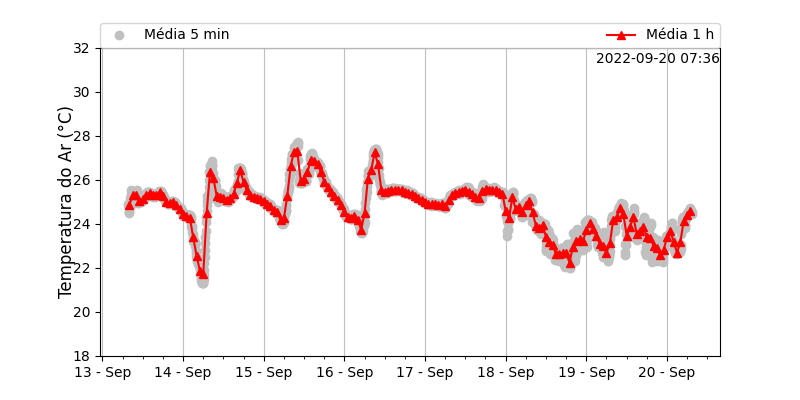 Média 5 min
Média 1 h
2022-09-20 07:36
Temperatura do Ar (°C)
32
30
28
26
24
22
20
18
13 - Sep
14 - Sep
15 - Sep
16 - Sep
17 - Sep
18 - Sep
19 - Sep
20 - Sep